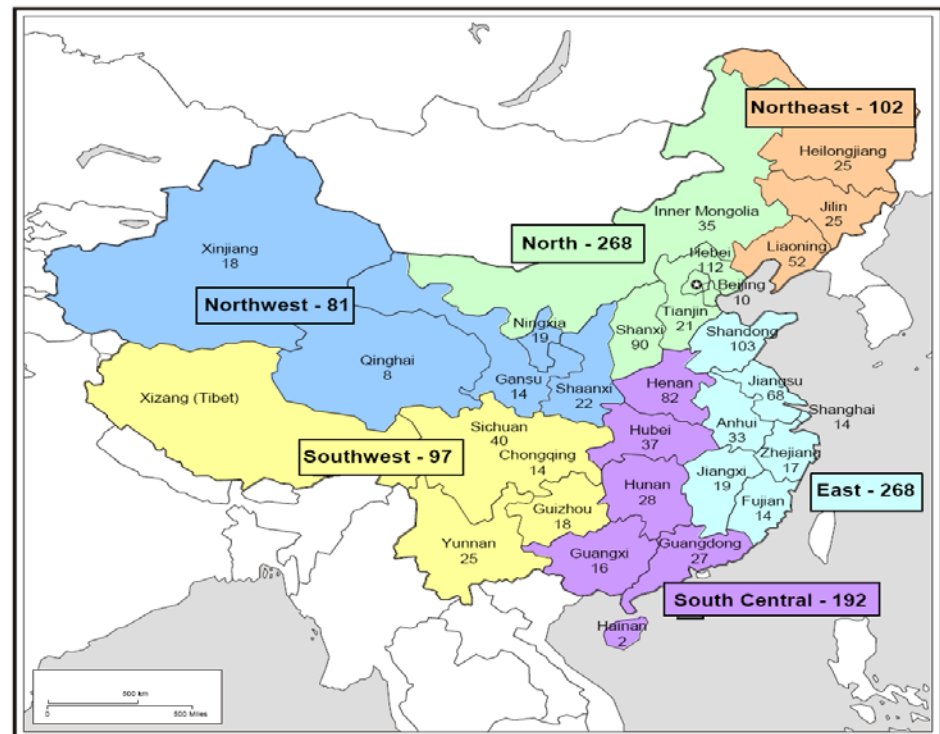 Northeast - 102
Heilongjiang
25
Jilin
25
Inner Mongolia
35
Liaoning
52
North - 268
Hebei
112
Beijing
10
Tianjin
21
Shanxi
90
Xinjiang
18
Northwest - 81
Ningxia
19
Qinghai
8
Gansu
14
Shaanxi
22
Shandong
103
Henan
82
Jiangsu
68
Shanghai
14
Anhui
33
Zhejiang
17
Xizang (Tibet)
Sichuan
40
Chongqing
14
Hubei
37
Southwest - 97
Jiangxi
19
East - 268
Hunan
28
Fujian
14
Guizhou
18
Yunnan
25
Guangxi
16
Guangdong
27
South Central - 192
Hainan
2
500 km
0
500 Miles